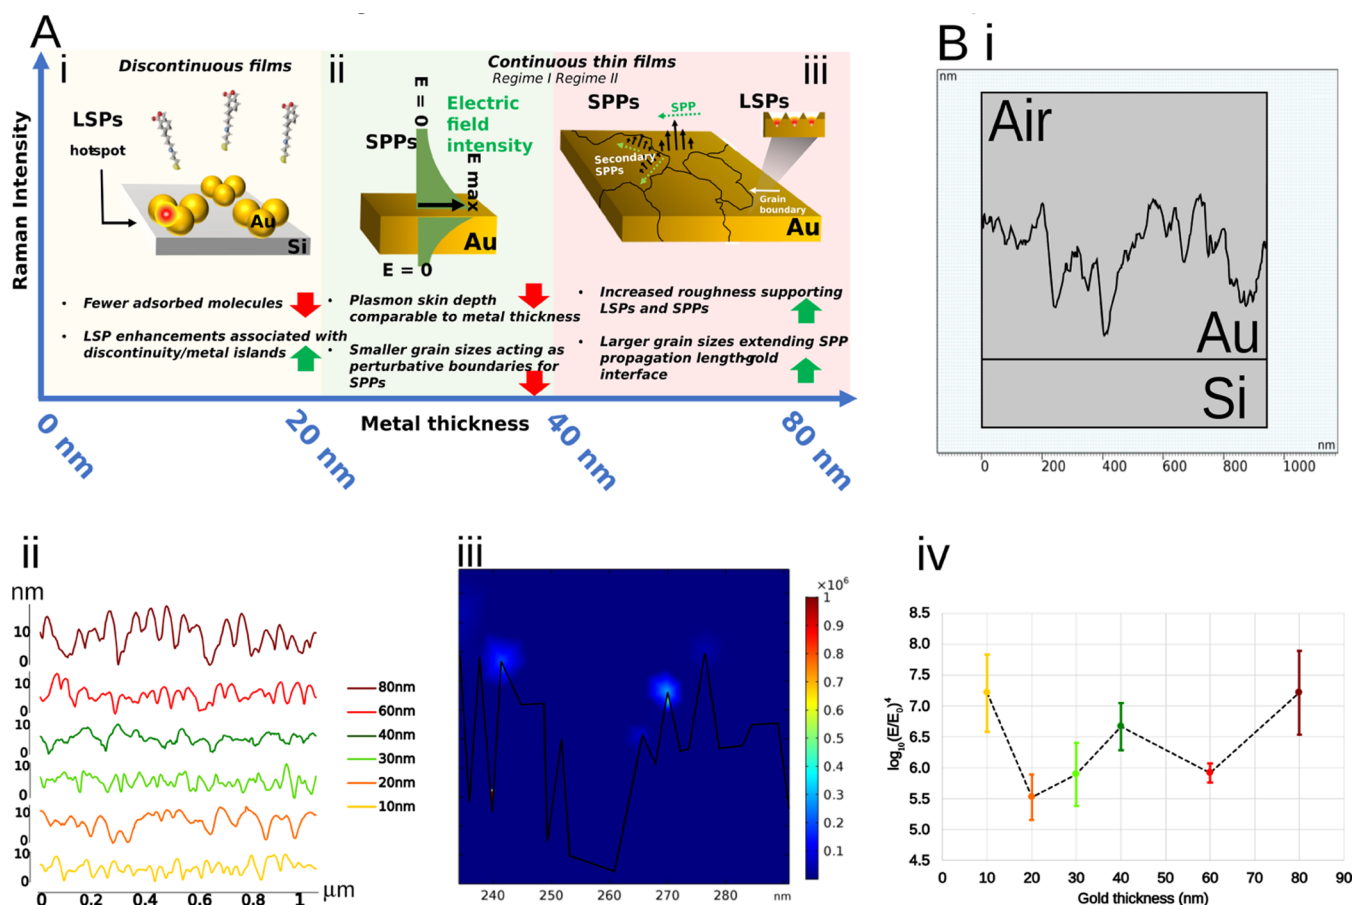 A
B i
i
ii
iii
Discontinuous films
Continuous thin films
Regime I Regime II
LSPs
hotspot
Au
Si
E = 0
Electric
field
intensity
SPPs
E max
Au
E = 0
SPPs
SPP
LSPs
Secondary
SPPs
Grain
boundary
Au
Raman Intensity
• Fewer adsorbed molecules
• LSP enhancements associated with
discontinuity/metal islands
• Plasmon skin depth
comparable to metal thickness
• Smaller grain sizes acting as
perturbative boundaries for
SPPs
• Increased roughness supporting
LSPs and SPPs
• Larger grain sizes extending SPP
propagation length-gold
interface
Metal thickness
0 nm
20 nm
40 nm
80 nm
nm
Air
Au
Si
nm
0 200 400 600 800 1000
ii
nm
10
0
10
0
10
0
10
0
10
0
10
0
0 0.2 0.4 0.6 0.8 1 µm
80nm
60nm
40nm
30nm
20nm
10nm
iii
×10⁶
1
0.9
0.8
0.7
0.6
0.5
0.4
0.3
0.2
0.1
240 250 260 270 280 nm
iv
log₁₀(E/E₀)⁴
8.5
8.0
7.5
7.0
6.5
6.0
5.5
5.0
4.5
0 10 20 30 40 50 60 70 80 90
Gold thickness (nm)